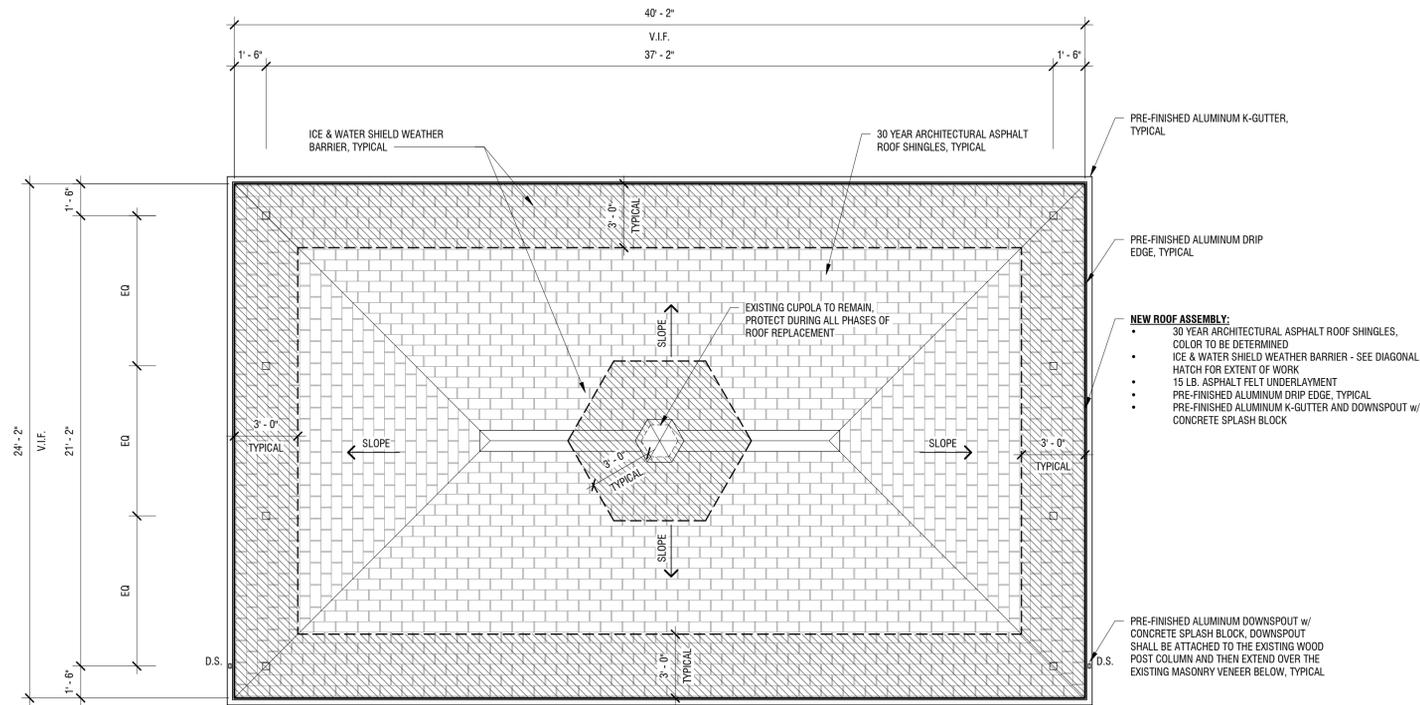 40' - 2"
V.I.F.
1' - 6"
37' - 2"
1' - 6"
ICE & WATER SHIELD WEATHER
BARRIER, TYPICAL
30 YEAR ARCHITECTURAL ASPHALT
ROOF SHINGLES, TYPICAL
PRE-FINISHED ALUMINUM K-GUTTER,
TYPICAL
1' - 6"
3' - 0"
TYPICAL
PRE-FINISHED ALUMINUM DRIP
EDGE, TYPICAL
EQ
EXISTING CUPOLA TO REMAIN,
PROTECT DURING ALL PHASES OF
ROOF REPLACEMENT
SLOPE
NEW ROOF ASSEMBLY:
• 30 YEAR ARCHITECTURAL ASPHALT ROOF SHINGLES,
COLOR TO BE DETERMINED
• ICE & WATER SHIELD WEATHER BARRIER - SEE DIAGONAL
HATCH FOR EXTENT OF WORK
• 15 LB. ASPHALT FELT UNDERLAYMENT
• PRE-FINISHED ALUMINUM DRIP EDGE, TYPICAL
• PRE-FINISHED ALUMINUM K-GUTTER AND DOWNSPOUT w/
CONCRETE SPLASH BLOCK
24' - 2"
V.I.F.
21' - 2"
EQ
3' - 0"
TYPICAL
SLOPE
3' - 0"
TYPICAL
SLOPE
3' - 0"
TYPICAL
SLOPE
EQ
D.S.
1' - 6"
3' - 0"
TYPICAL
D.S.
PRE-FINISHED ALUMINUM DOWNSPOUT w/
CONCRETE SPLASH BLOCK, DOWNSPOUT
SHALL BE ATTACHED TO THE EXISTING WOOD
POST COLUMN AND THEN EXTEND OVER THE
EXISTING MASONRY VENEER BELOW, TYPICAL